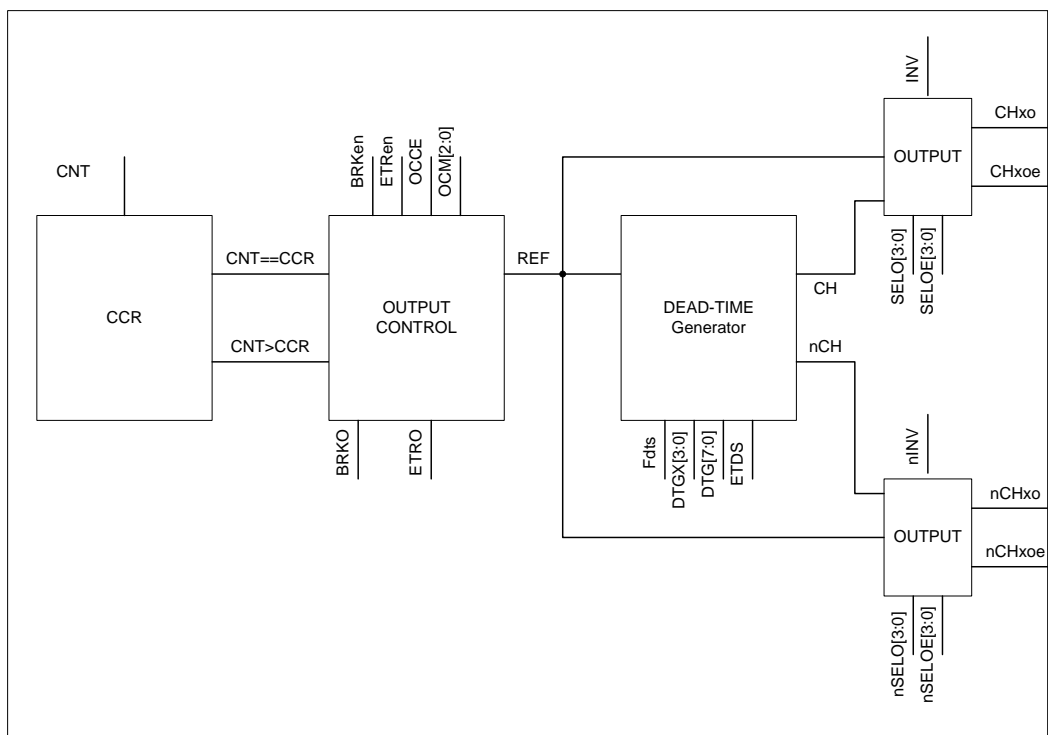 INV
CHxo
OUTPUT
CHxoe
SELO[3:0]
SELOE[3:0]
CNT
BRKen
ETRen
OCCE
OCM[2:0]
CNT==CCR
REF
CCR
OUTPUT
CONTROL
DEAD-TIME
Generator
CH
CNT>CCR
nCH
BRKO
ETRO
Fdts
DTGX[3:0]
DTG[7:0]
ETDS
nINV
nCHxo
OUTPUT
nCHxoe
nSELO[3:0]
nSELOE[3:0]